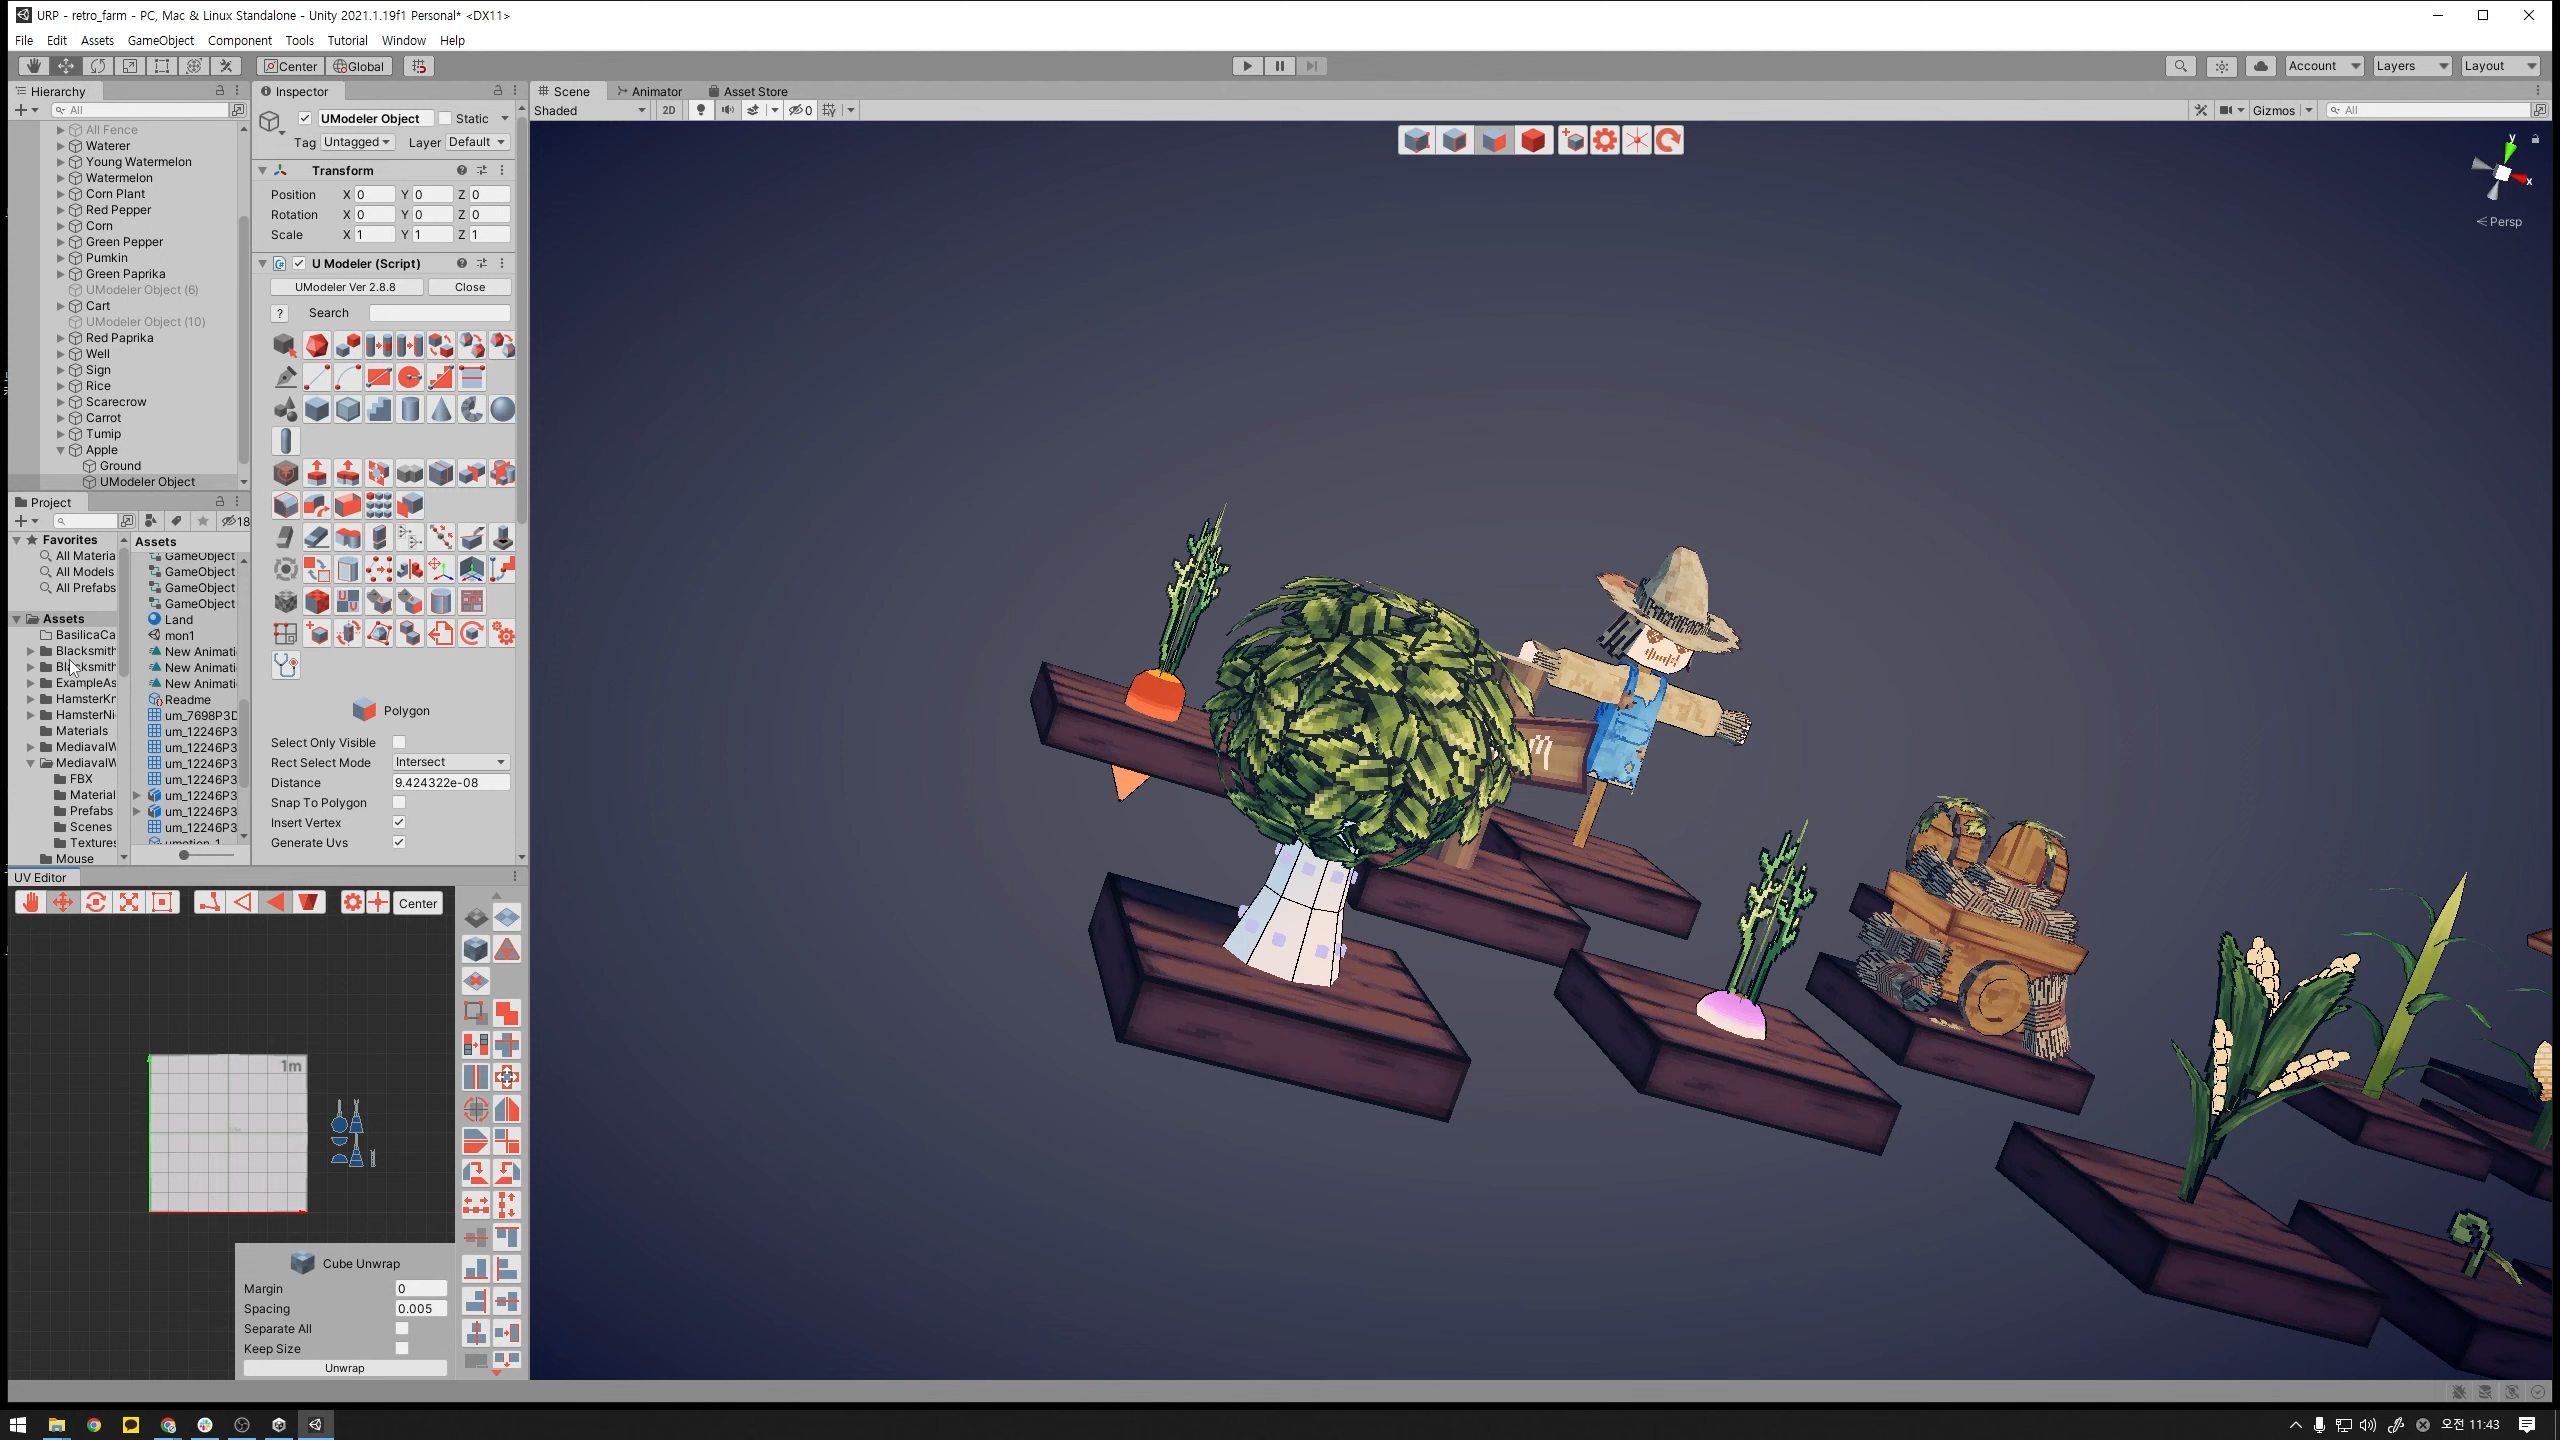 URP - retro_farm - PC, Mac & Linux Standalone - Unity 2021.1.19f1 Personal* <DX11>
File Edit Assets GameObject Component Tools Tutorial Window Help
Center Global Account Layers Layout
Hierarchy
All
All Fence
Waterer
Young Watermelon
Watermelon
Corn Plant
Red Pepper
Corn
Green Pepper
Pumkin
Green Paprika
UModeler Object (6)
Cart
UModeler Object (10)
Red Paprika
Well
Sign
Rice
Scarecrow
Carrot
Turnip
Apple
Ground
UModeler Object
Project
18
Favorites
All Materia
All Models
All Prefabs
Assets
BasilicaCa
Blacksmith
Blacksmith
ExampleAs
HamsterKn
HamsterNi
Materials
MediavalW
MediavalW
FBX
Material
Prefabs
Scenes
Textures
Mouse
Assets
GameObject
GameObject
GameObject
GameObject
Land
mon1
New Animati
New Animati
New Animati
Readme
um_7698P3D
um_12246P3
um_12246P3
um_12246P3
um_12246P3
um_12246P3
um_12246P3
um_12246P3
umotion_1
Inspector
UModeler Object Static
Tag Untagged Layer Default
Transform
Position X 0 Y 0 Z 0
Rotation X 0 Y 0 Z 0
Scale X 1 Y 1 Z 1
U Modeler (Script)
UModeler Ver 2.8.8 Close
? Search
Polygon
Select Only Visible
Rect Select Mode Intersect
Distance 9.424322e-08
Snap To Polygon
Insert Vertex
Generate Uvs
UV Editor
Center
1m
Cube Unwrap
Margin 0
Spacing 0.005
Separate All
Keep Size
Unwrap
Scene Animator Asset Store
Shaded 2D 0 Gizmos All
y
x
Persp
오전 11:43